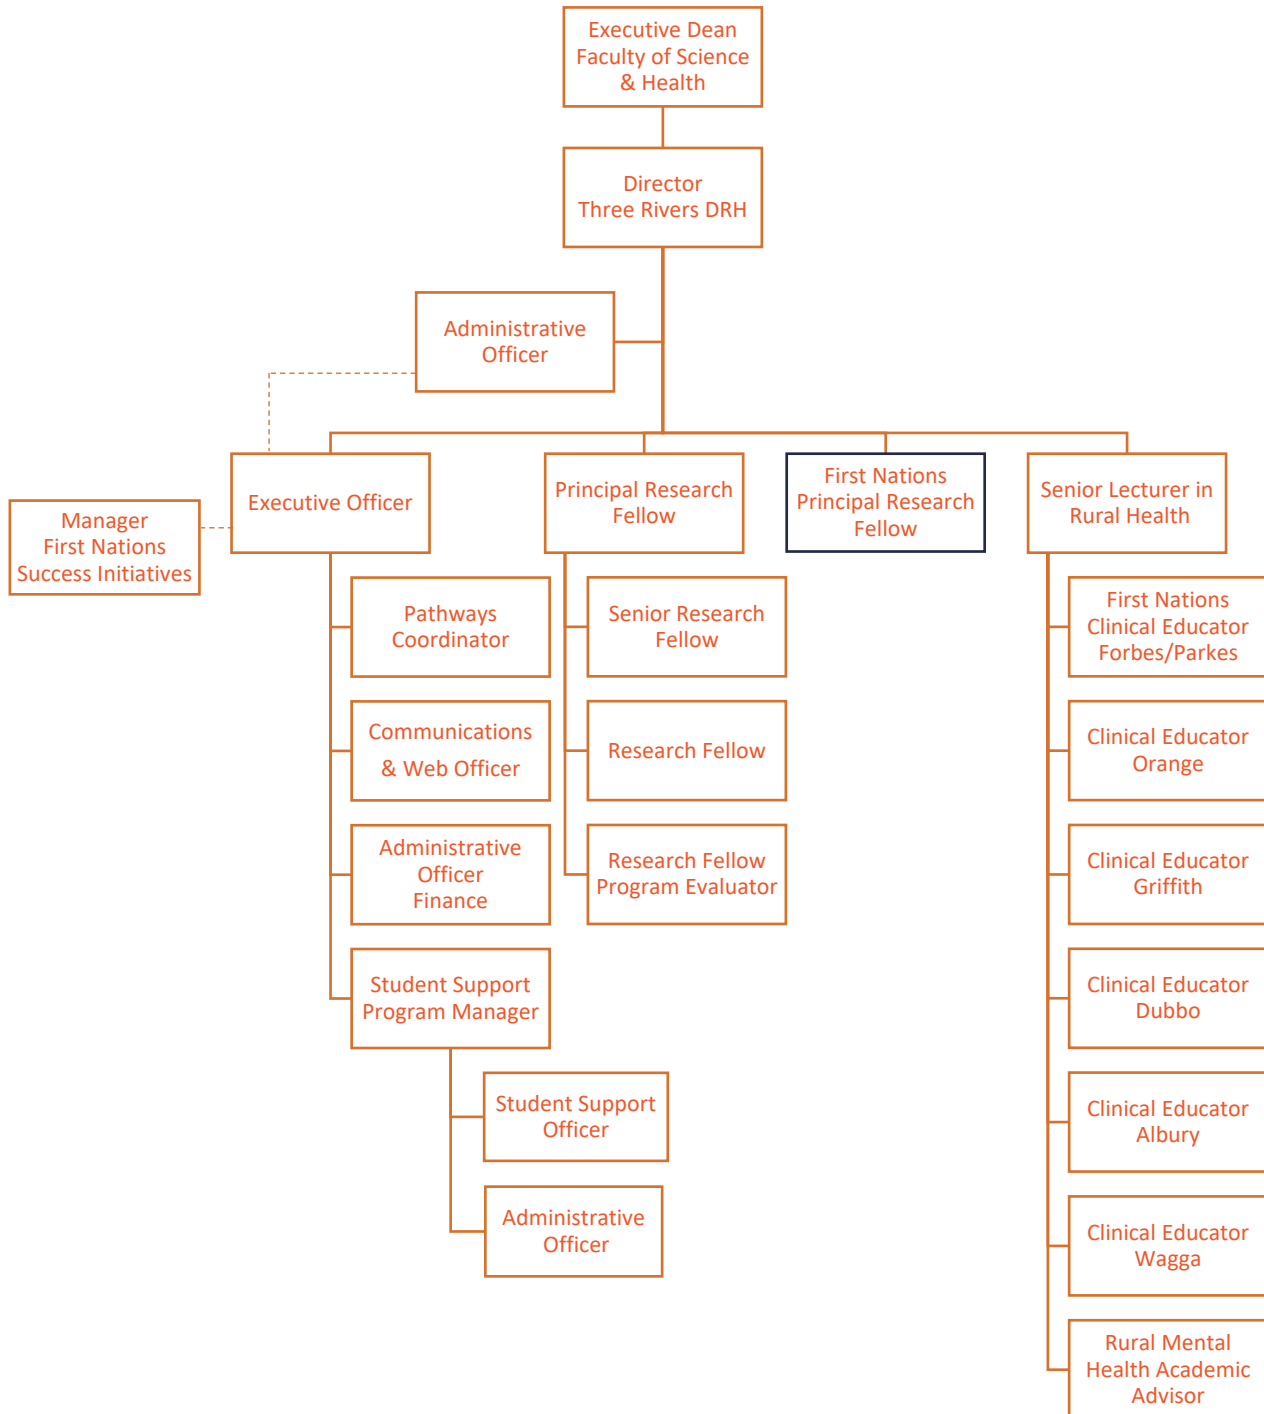 Executive Dean
Faculty of Science
& Health
Director
Three Rivers DRH
Administrative
Officer
Executive Officer
Principal Research
Fellow
First Nations
Principal Research
Fellow
Senior Lecturer in
Rural Health
Manager
First Nations
Success Initiatives
Pathways
Coordinator
Communications
& Web Officer
Administrative
Officer
Finance
Student Support
Program Manager
Student Support
Officer
Administrative
Officer
Senior Research
Fellow
Research Fellow
Research Fellow
Program Evaluator
First Nations
Clinical Educator
Forbes/Parkes
Clinical Educator
Orange
Clinical Educator
Griffith
Clinical Educator
Dubbo
Clinical Educator
Albury
Clinical Educator
Wagga
Rural Mental
Health Academic
Advisor